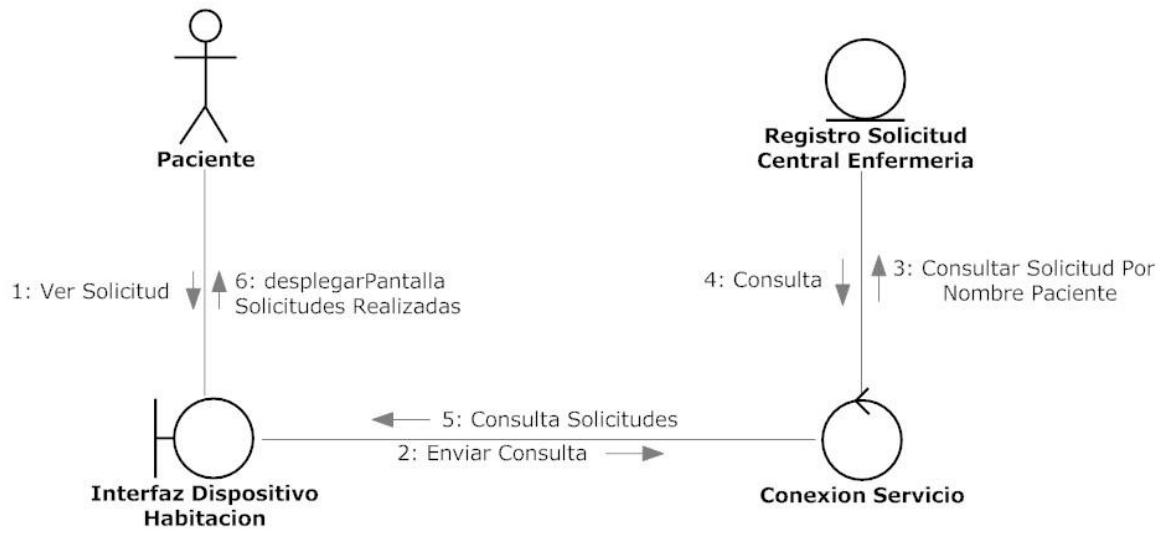 Paciente
Registro Solicitud
Central Enfermeria
1: Ver Solicitud
6: desplegarPantalla
Solicitudes Realizadas
4: Consulta
3: Consultar Solicitud Por
Nombre Paciente
5: Consulta Solicitudes
2: Enviar Consulta
Interfaz Dispositivo
Habitacion
Conexion Servicio